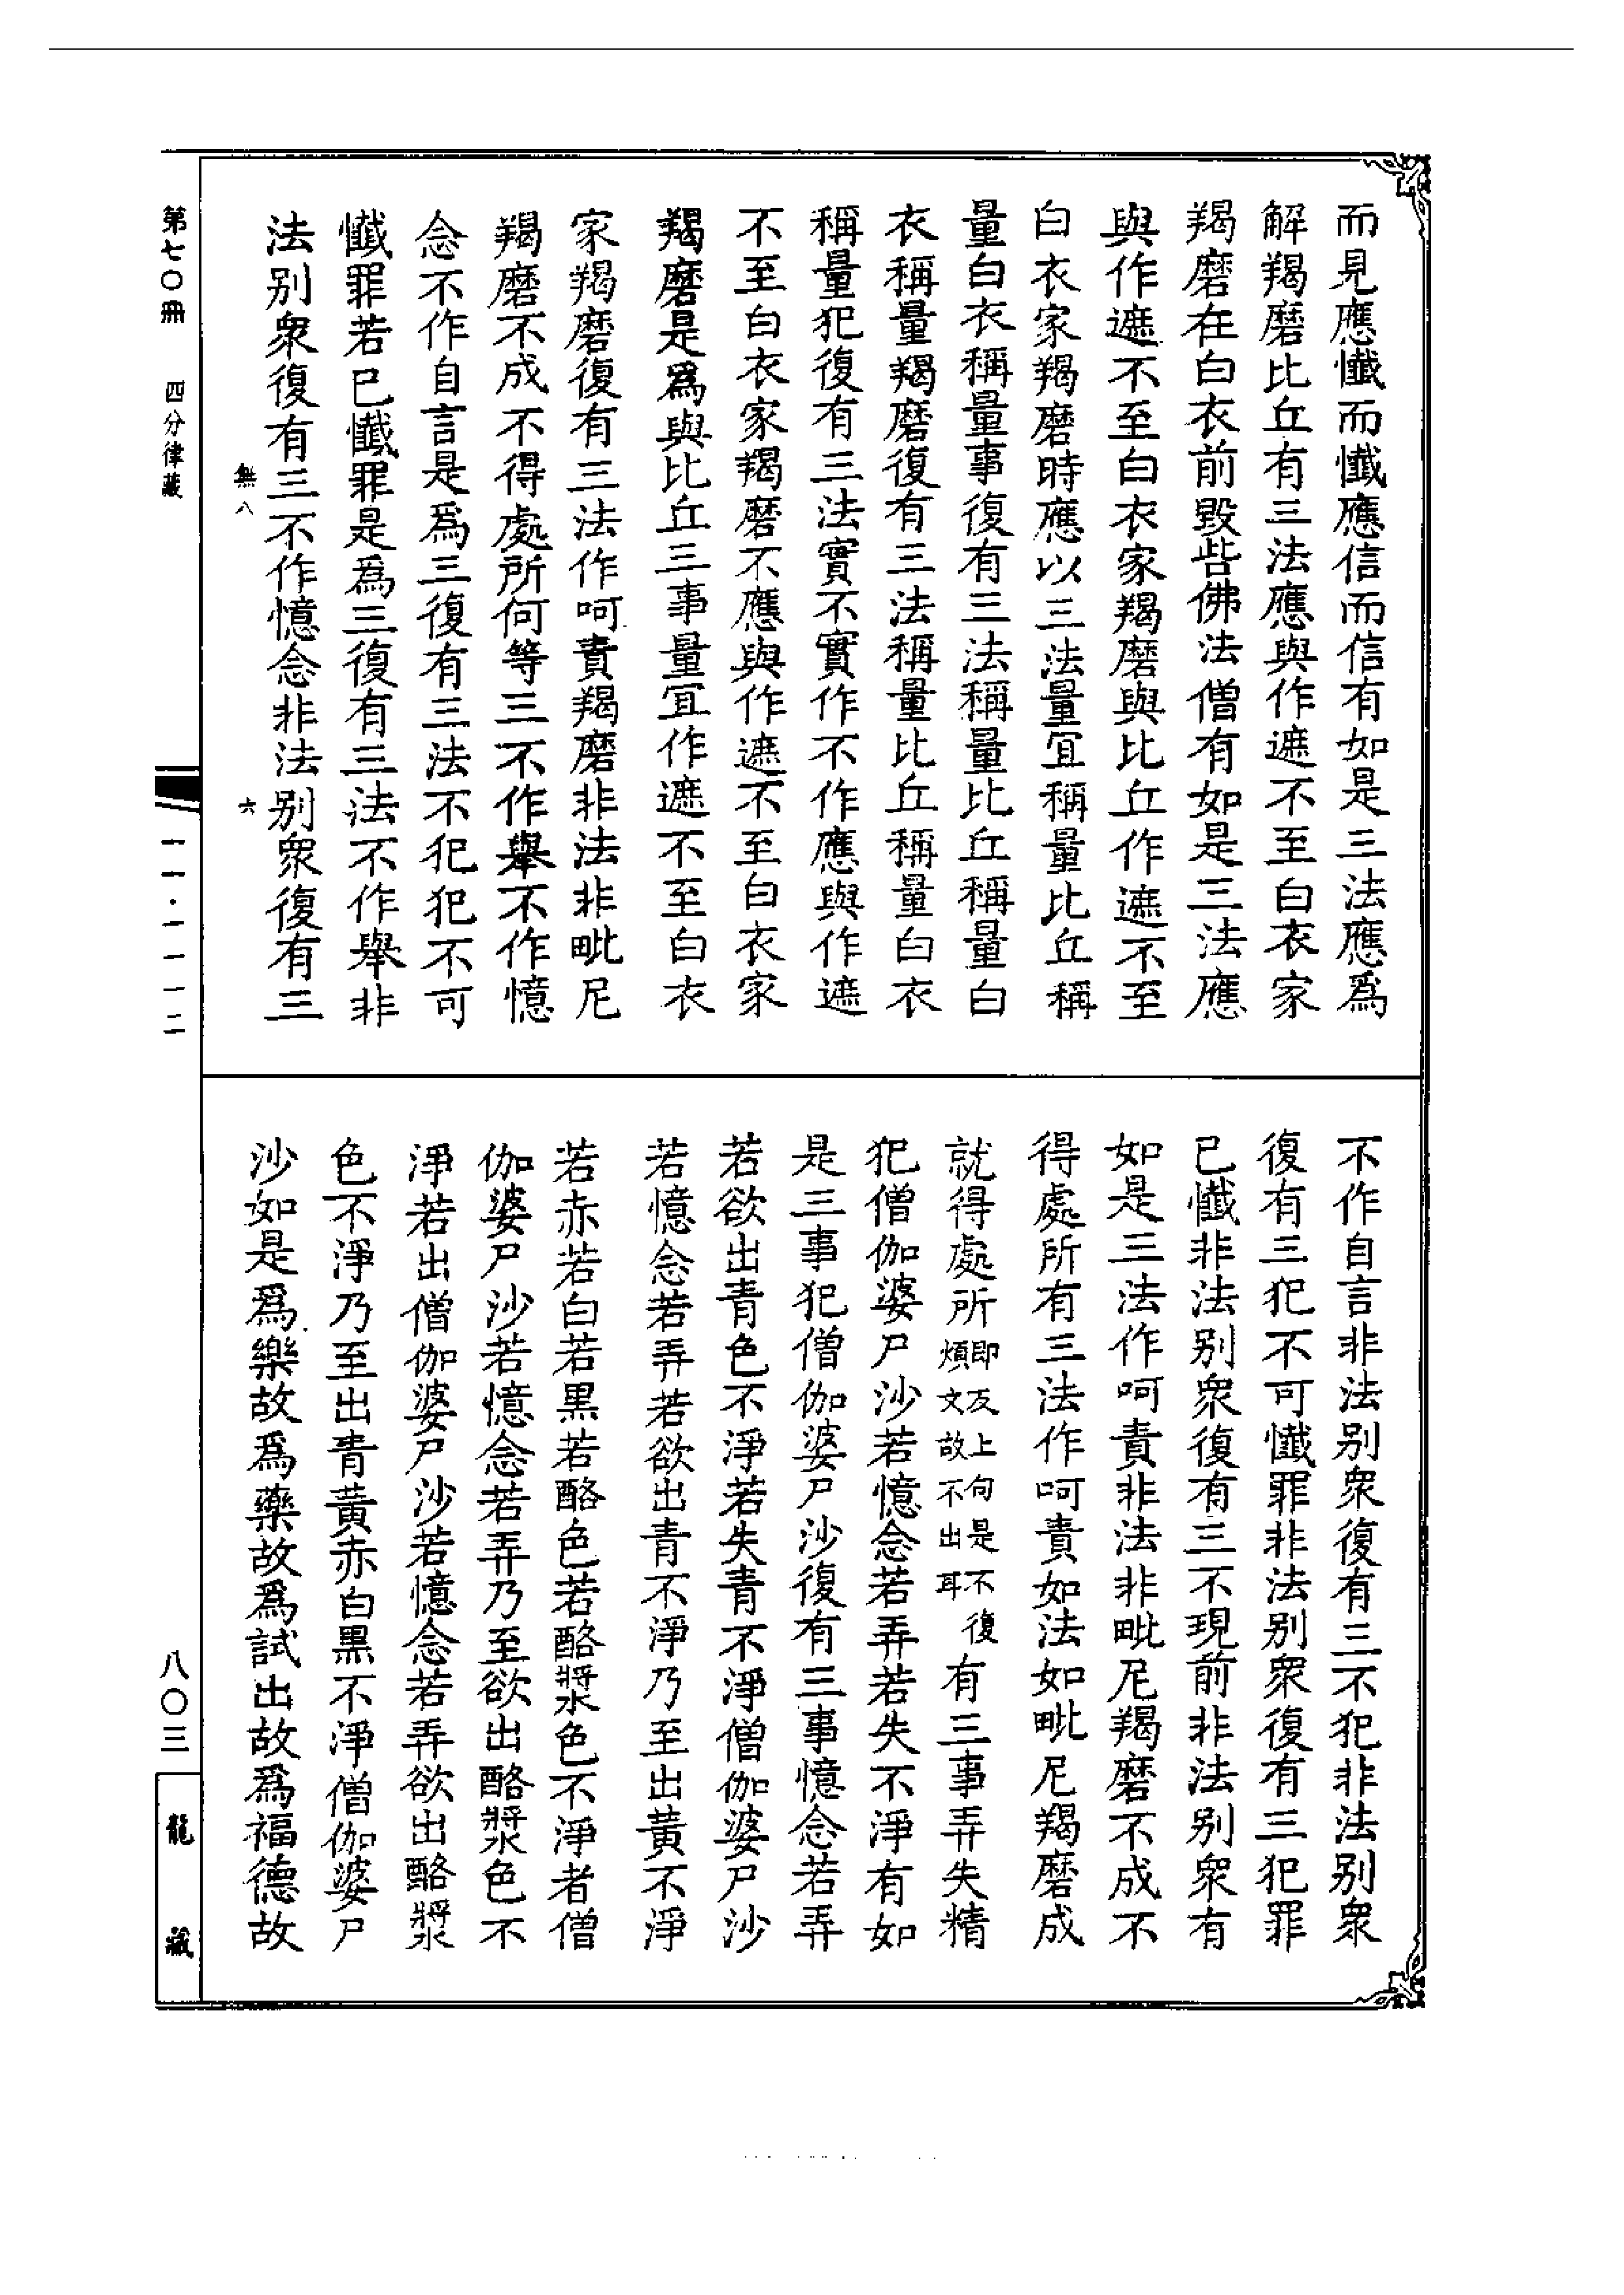 而見應懺而懺應信而信有如是三法應爲
解羯磨比丘有三法應與作遮不至白衣家
羯磨在白衣前毀呰佛法僧有如是三法應
與作遮不至白衣家羯磨與比丘作遮不至
白衣家羯磨時應以三法量宜稱量比丘稱
量白衣稱量事復有三法稱量比丘稱量白
衣稱量羯磨復有三法稱量比丘稱量白衣
稱量犯復有三法實不實作不作應與作遮
不至白衣家羯磨不應與作遮不至白衣家
羯磨是爲與比丘三事量宜作遮不至白衣
家羯磨復有三法作呵責羯磨非法非毗尼
羯磨不成不得處所何等三不作舉不作憶
念不作自言是爲三復有三法不犯犯不可
懺罪若已懺罪是爲三復有三法不作舉非
法別衆復有三不作憶念非法別衆復有三
無八
六
不作自言非法別衆復有三不犯非法別衆
復有三犯不可懺罪非法別衆復有三犯罪
已懺非法別衆復有三不現前非法別衆有
如是三法作呵責非法非毗尼羯磨不成不
得處所有三法作呵責如法如毗尼羯磨成
就得處所即反上句是不復煩文故不出耳有三事弄失精
犯僧伽婆尸沙若憶念若弄若失不淨有如
是三事犯僧伽婆尸沙復有三事憶念若弄
若欲出青色不淨若失青不淨僧伽婆尸沙
若憶念若弄若欲出青不淨乃至出黃不淨
若赤若白若黑若酪色若酪漿色不淨者僧
伽婆尸沙若憶念若弄乃至欲出酪漿色不
淨若出僧伽婆尸沙若憶念若弄欲出酪漿
色不淨乃至出青黃赤白黑不淨僧伽婆尸
沙如是爲樂故爲藥故爲試出故爲福德故
第七〇冊 四分律藏
一一·一一一二
八〇三
龍藏